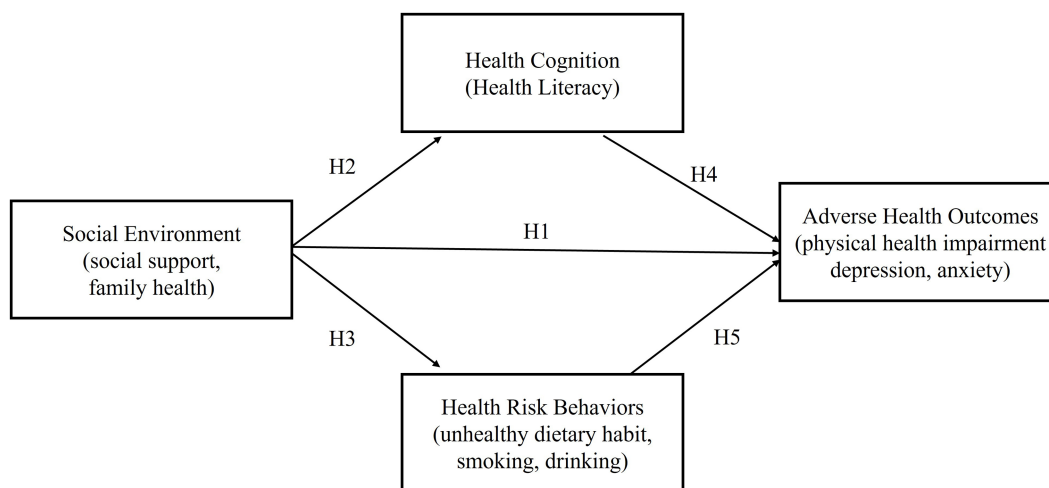 Health Cognition
(Health Literacy)
H2
H4
Social Environment
(social support,
family health)
H1
Adverse Health Outcomes
(physical health impairment
depression, anxiety)
H3
H5
Health Risk Behaviors
(unhealthy dietary habit,
smoking, drinking)